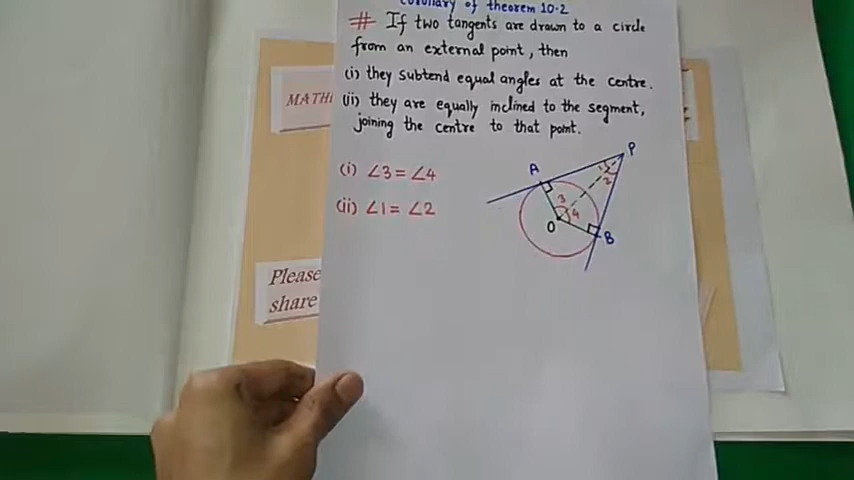 corollary of theorem 10.2
# If two tangents are drawn to a circle
from an external point, then
(i) they subtend equal angles at the centre.
(ii) they are equally inclined to the segment,
joining the centre to that point.
(i) ∠3 = ∠4
(ii) ∠1 = ∠2
P
A
1
2
3
4
O
B
MATH
Please
share